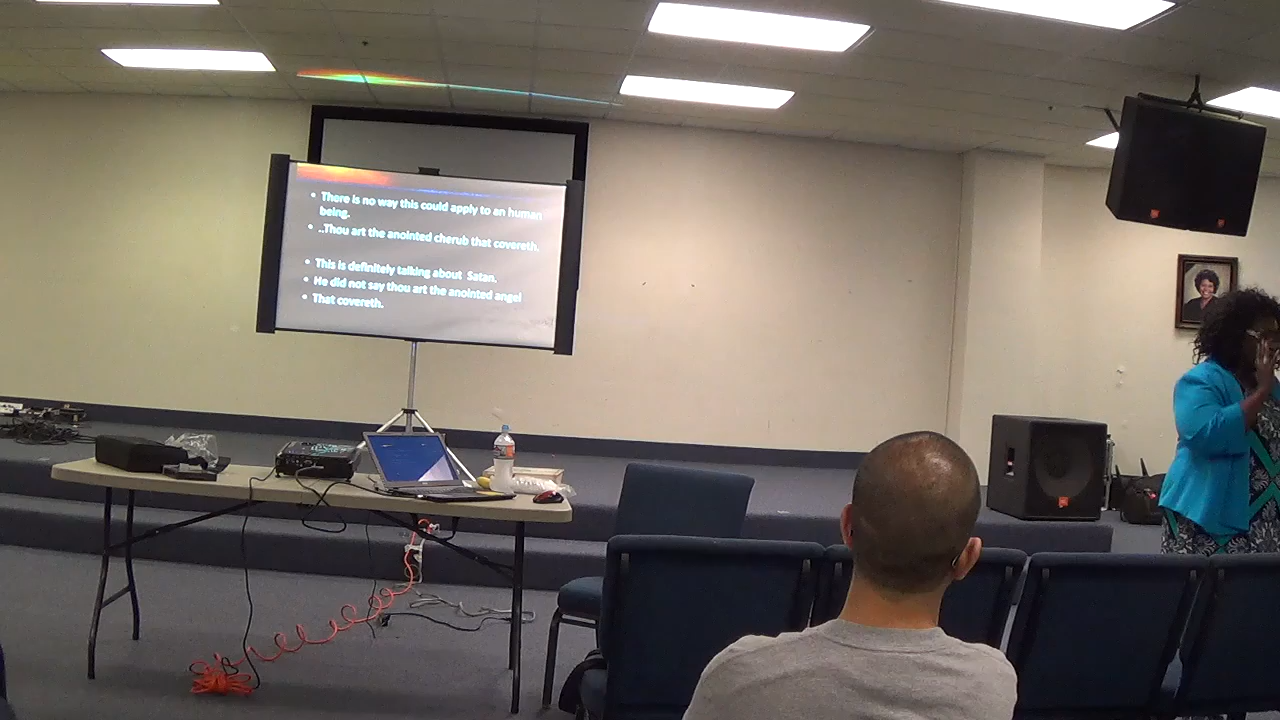 • There is no way this could apply to an human
being.
• ..Thou art the anointed cherub that covereth.
• This is definitely talking about Satan.
• He did not say thou art the anointed angel
• That covereth.